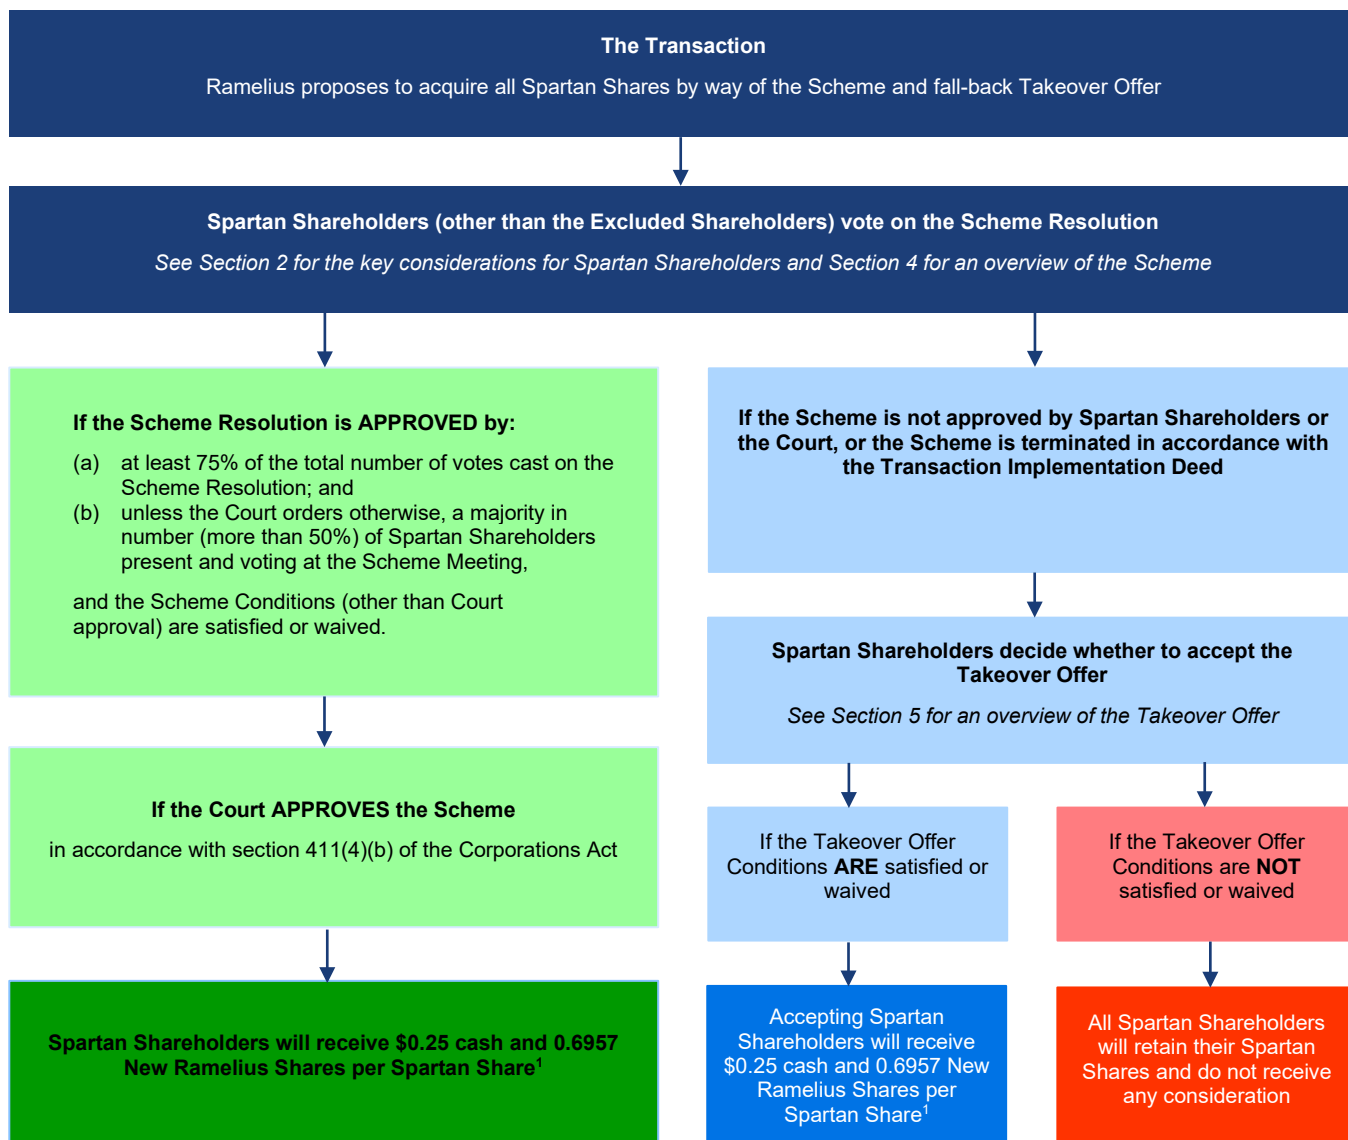 The Transaction
Ramelius proposes to acquire all Spartan Shares by way of the Scheme and fall-back Takeover Offer
Spartan Shareholders (other than the Excluded Shareholders) vote on the Scheme Resolution
See Section 2 for the key considerations for Spartan Shareholders and Section 4 for an overview of the Scheme
If the Scheme Resolution is APPROVED by:
(a) at least 75% of the total number of votes cast on the
Scheme Resolution; and
(b) unless the Court orders otherwise, a majority in
number (more than 50%) of Spartan Shareholders
present and voting at the Scheme Meeting,
and the Scheme Conditions (other than Court
approval) are satisfied or waived.
If the Court APPROVES the Scheme
in accordance with section 411(4)(b) of the Corporations Act
Spartan Shareholders will receive $0.25 cash and 0.6957
New Ramelius Shares per Spartan Share¹
If the Scheme is not approved by Spartan Shareholders or
the Court, or the Scheme is terminated in accordance with
the Transaction Implementation Deed
Spartan Shareholders decide whether to accept the
Takeover Offer
See Section 5 for an overview of the Takeover Offer
If the Takeover Offer
Conditions ARE satisfied or
waived
Accepting Spartan
Shareholders will receive
$0.25 cash and 0.6957 New
Ramelius Shares per
Spartan Share¹
If the Takeover Offer
Conditions are NOT
satisfied or waived
All Spartan Shareholders
will retain their Spartan
Shares and do not receive
any consideration